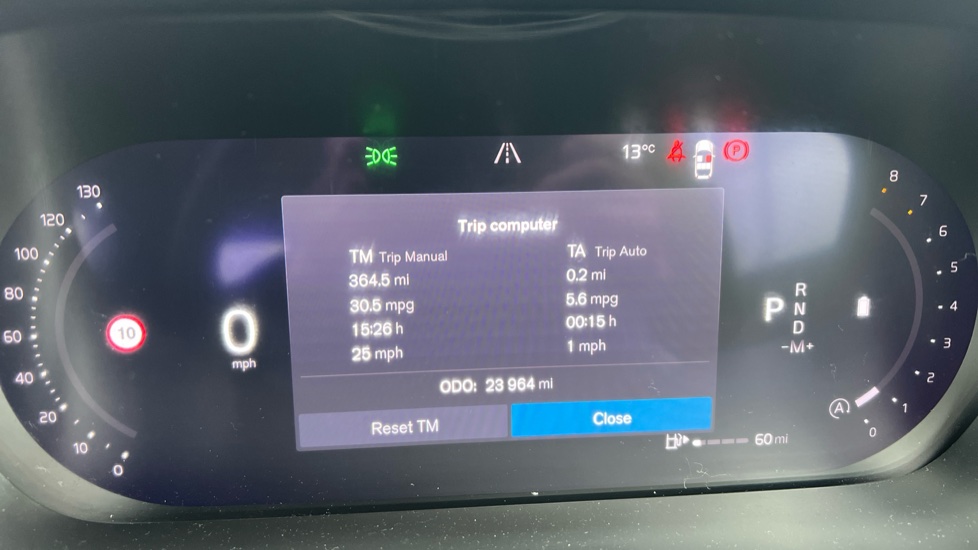 13°C P
Trip computer
TM Trip Manual
364.5 mi
30.5 mpg
15:26 h
25 mph
TA Trip Auto
0.2 mi
5.6 mpg
00:15 h
1 mph
ODO: 23 964 mi
Reset TM
Close
130
120
100
80
60
40
20
10
0
10
0
mph
P
R
N
D
-M+
8
7
6
5
4
3
2
1
0
A
60 mi